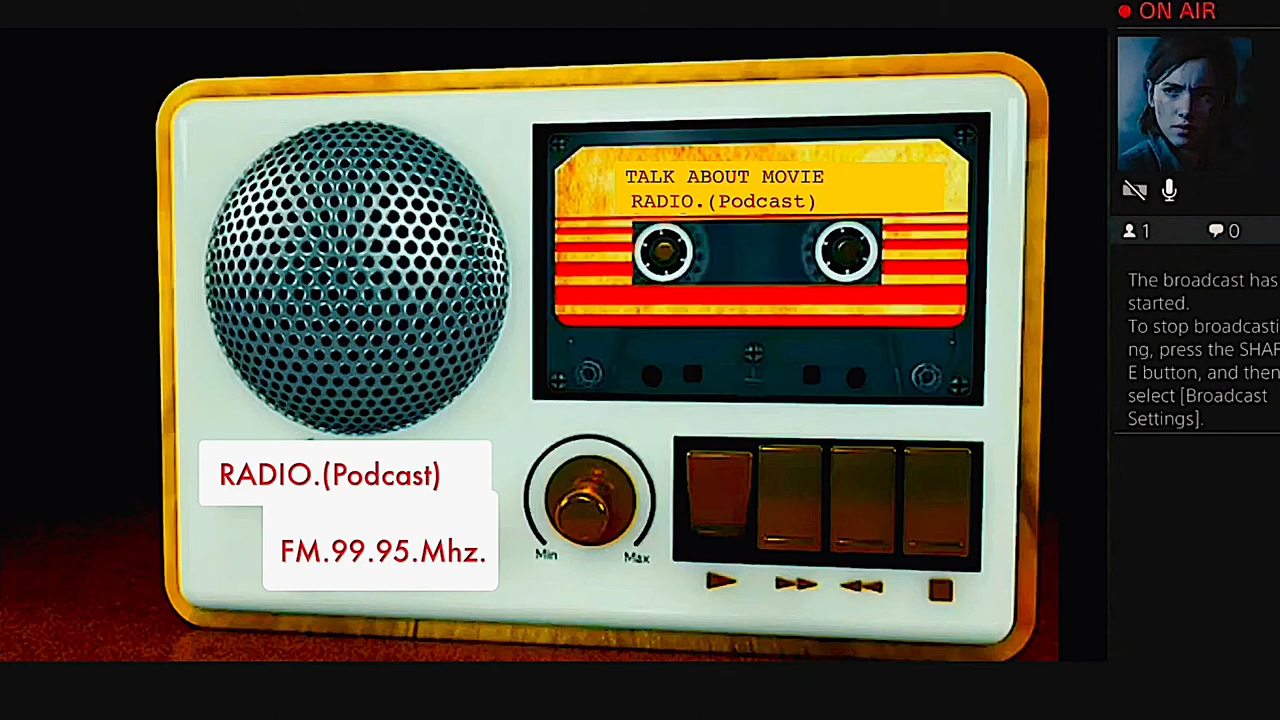 TALK ABOUT MOVIE
RADIO.(Podcast)
RADIO.(Podcast)
FM.99.95.Mhz.
Min
Max
ON AIR
1
0
The broadcast has
started.
To stop broadcasti
ng, press the SHAR
E button, and then
select [Broadcast
Settings].